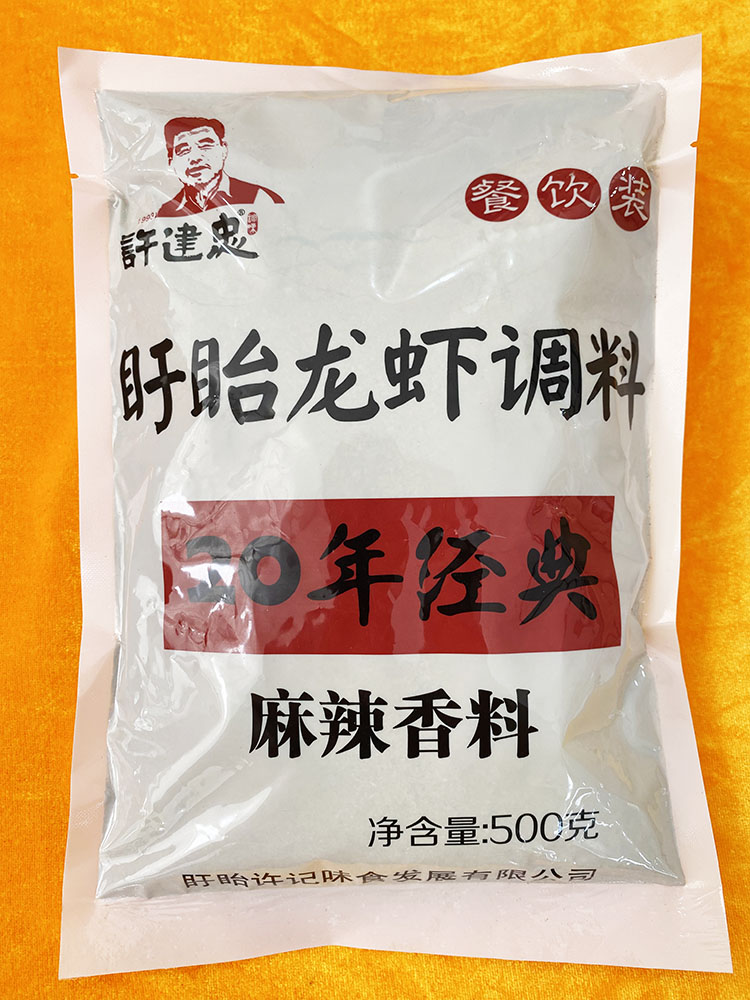 餐饮装
1993
許建忠®
盱眙龙虾调料
20年经典
麻辣香料
净含量:500克
盱眙许记味食发展有限公司